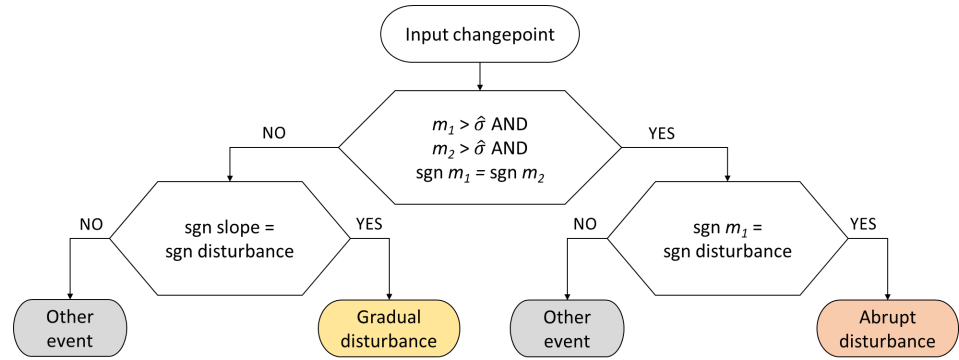 Input changepoint
m₁ > σ̂ AND
m₂ > σ̂ AND
sgn m₁ = sgn m₂
NO
YES
sgn slope =
sgn disturbance
sgn m₁ =
sgn disturbance
NO
YES
NO
YES
Other
event
Gradual
disturbance
Other
event
Abrupt
disturbance